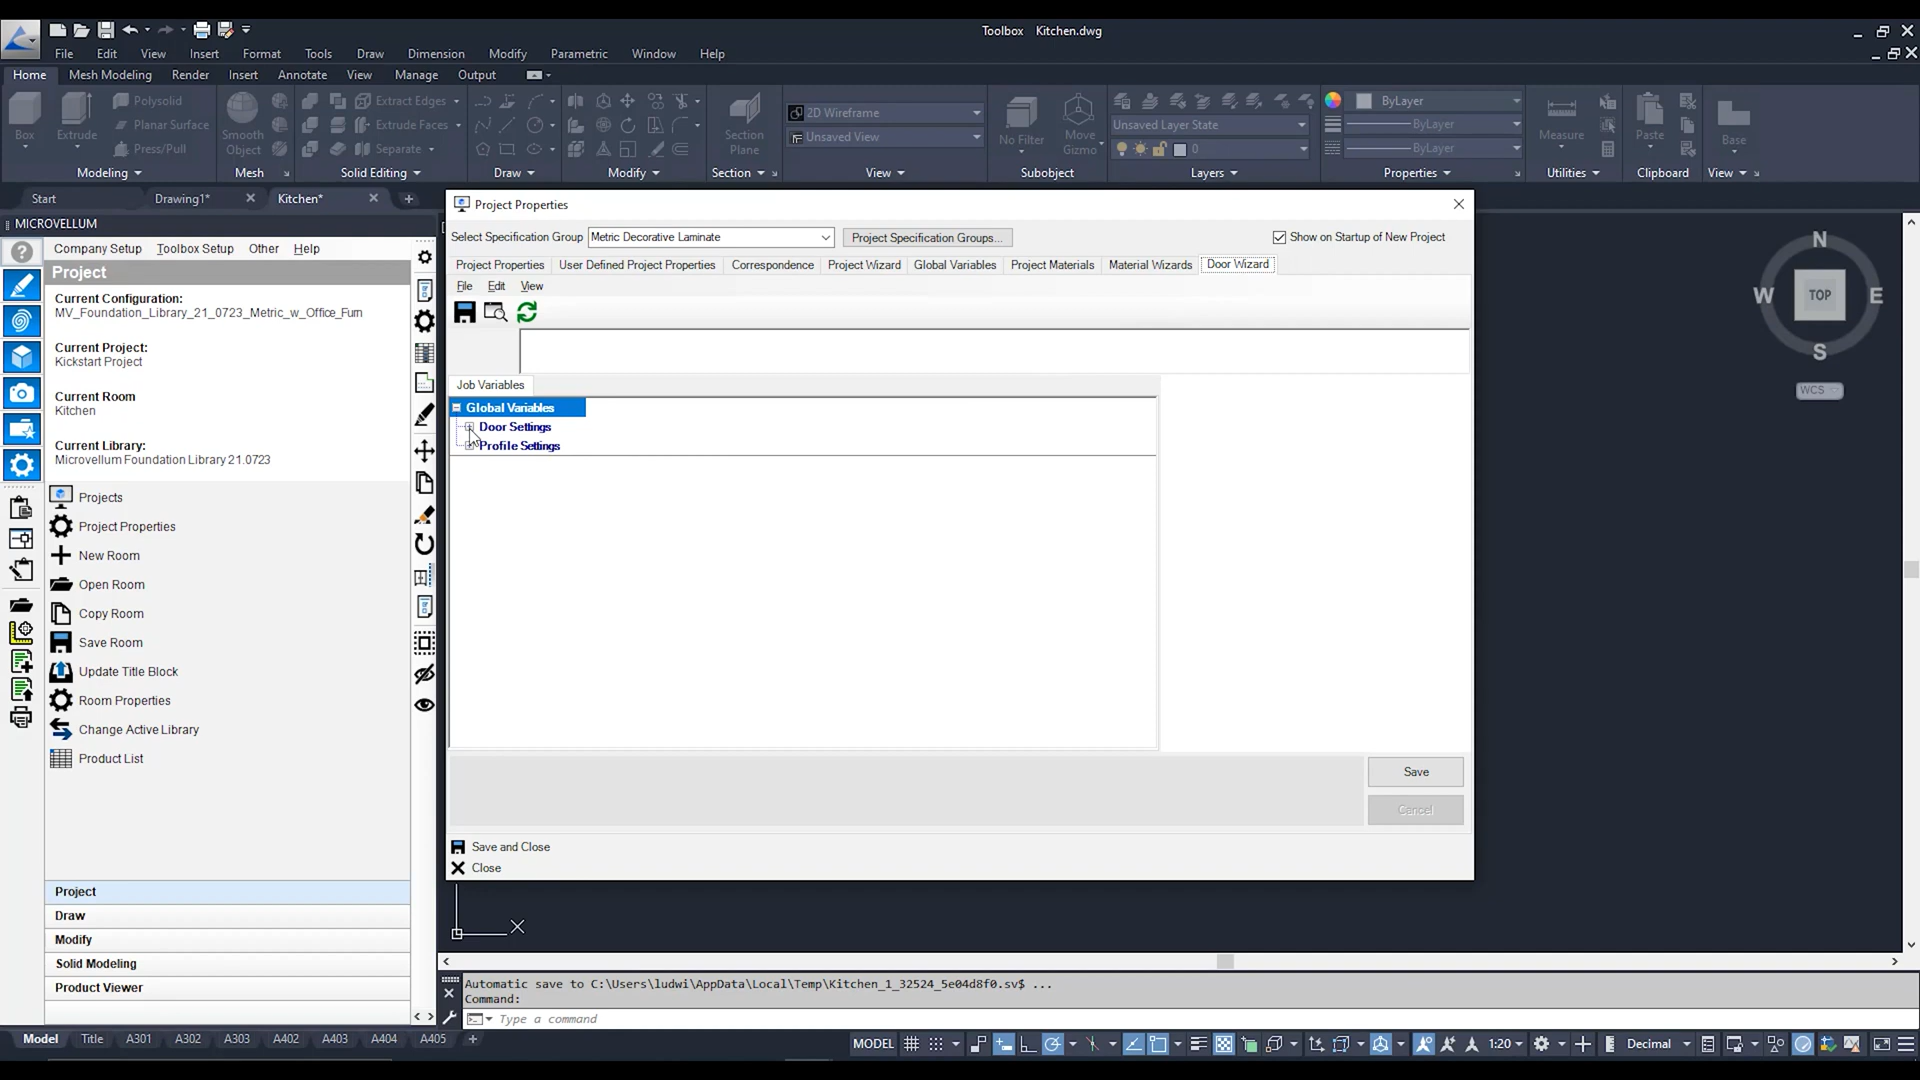 Toolbox Kitchen.dwg
File Edit View Insert Format Tools Draw Dimension Modify Parametric Window Help
Home Mesh Modeling Render Insert Annotate View Manage Output
Box
Extrude
Polysolid
Planar Surface
Press/Pull
Smooth
Object
Extract Edges
Extrude Faces
Separate
Section
Plane
2D Wireframe
Unsaved View
No Filter
Move
Gizmo
Unsaved Layer State
0
ByLayer
ByLayer
ByLayer
Measure
Paste
Base
Modeling Mesh Solid Editing Draw Modify Section View Subobject Layers Properties Utilities Clipboard View
Start Drawing1* Kitchen*
MICROVELLUM
Company Setup Toolbox Setup Other Help
Project
Current Configuration:
MV_Foundation_Library_21_0723_Metric_w_Office_Furn
Current Project:
Kickstart Project
Current Room
Kitchen
Current Library:
Microvellum Foundation Library 21.0723
Projects
Project Properties
New Room
Open Room
Copy Room
Save Room
Update Title Block
Room Properties
Change Active Library
Product List
Project
Draw
Modify
Solid Modeling
Product Viewer
Project Properties
Select Specification Group Metric Decorative Laminate Project Specification Groups... Show on Startup of New Project
Project Properties User Defined Project Properties Correspondence Project Wizard Global Variables Project Materials Material Wizards Door Wizard
File Edit View
Job Variables
Global Variables
Door Settings
Profile Settings
Save
Cancel
Save and Close
Close
N
W TOP E
S
WCS
Automatic save to C:\Users\ludwi\AppData\Local\Temp\Kitchen_1_32524_5e04d8f0.sv$ ...
Command:
Type a command
Model Title A301 A302 A303 A402 A403 A404 A405
MODEL 1:20 Decimal